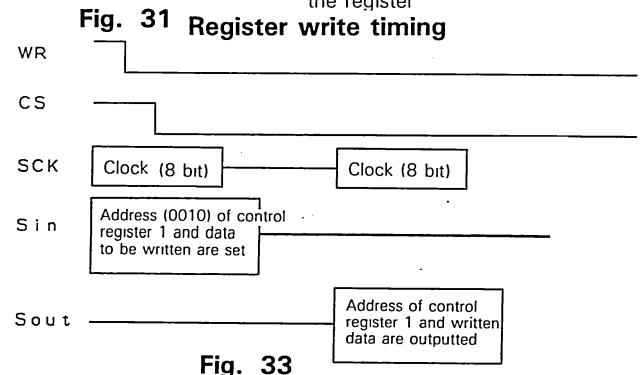 the register
Fig. 31 Register write timing
WR
CS
SCK Clock (8 bit) Clock (8 bit)
Sin Address (0010) of control
register 1 and data
to be written are set
Sout Address of control
register 1 and written
data are outputted
Fig. 33